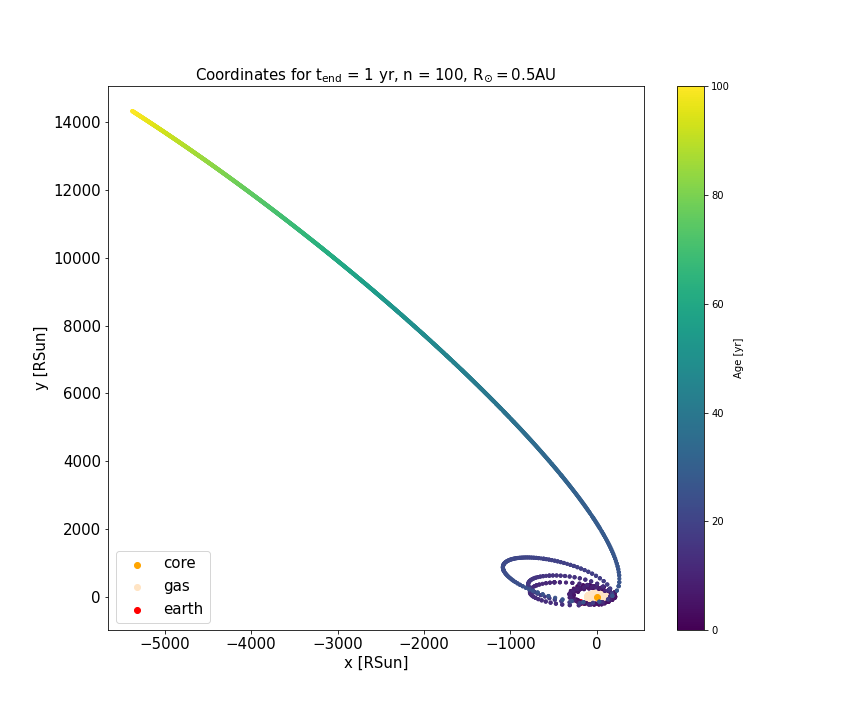 Coordinates for t_end = 1 yr, n = 100, R_⊙ = 0.5AU
14000
12000
10000
8000
6000
4000
2000
0
y [RSun]
−5000 −4000 −3000 −2000 −1000 0
x [RSun]
core
gas
earth
100
80
60
40
20
0
Age [yr]